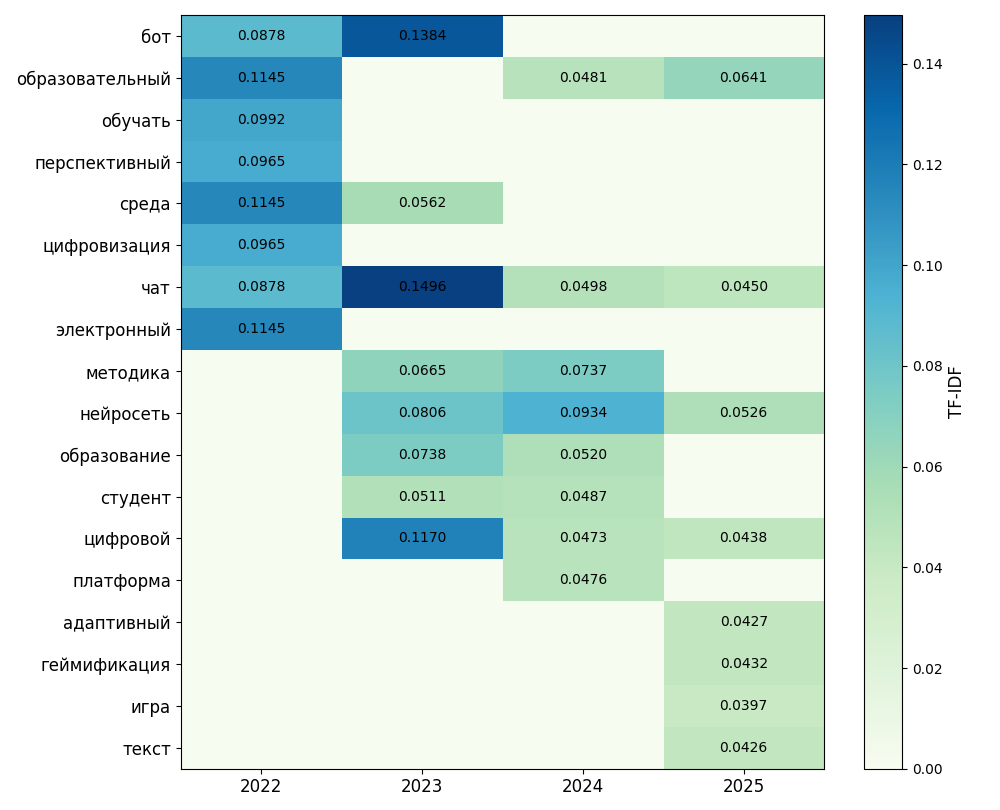 бот 0.0878 0.1384
образовательный 0.1145 0.0481 0.0641
обучать 0.0992
перспективный 0.0965
среда 0.1145 0.0562
цифровизация 0.0965
чат 0.0878 0.1496 0.0498 0.0450
электронный 0.1145
методика 0.0665 0.0737
нейросеть 0.0806 0.0934 0.0526
образование 0.0738 0.0520
студент 0.0511 0.0487
цифровой 0.1170 0.0473 0.0438
платформа 0.0476
адаптивный 0.0427
геймификация 0.0432
игра 0.0397
текст 0.0426
2022 2023 2024 2025
0.14
0.12
0.10
0.08
0.06
0.04
0.02
0.00
TF-IDF